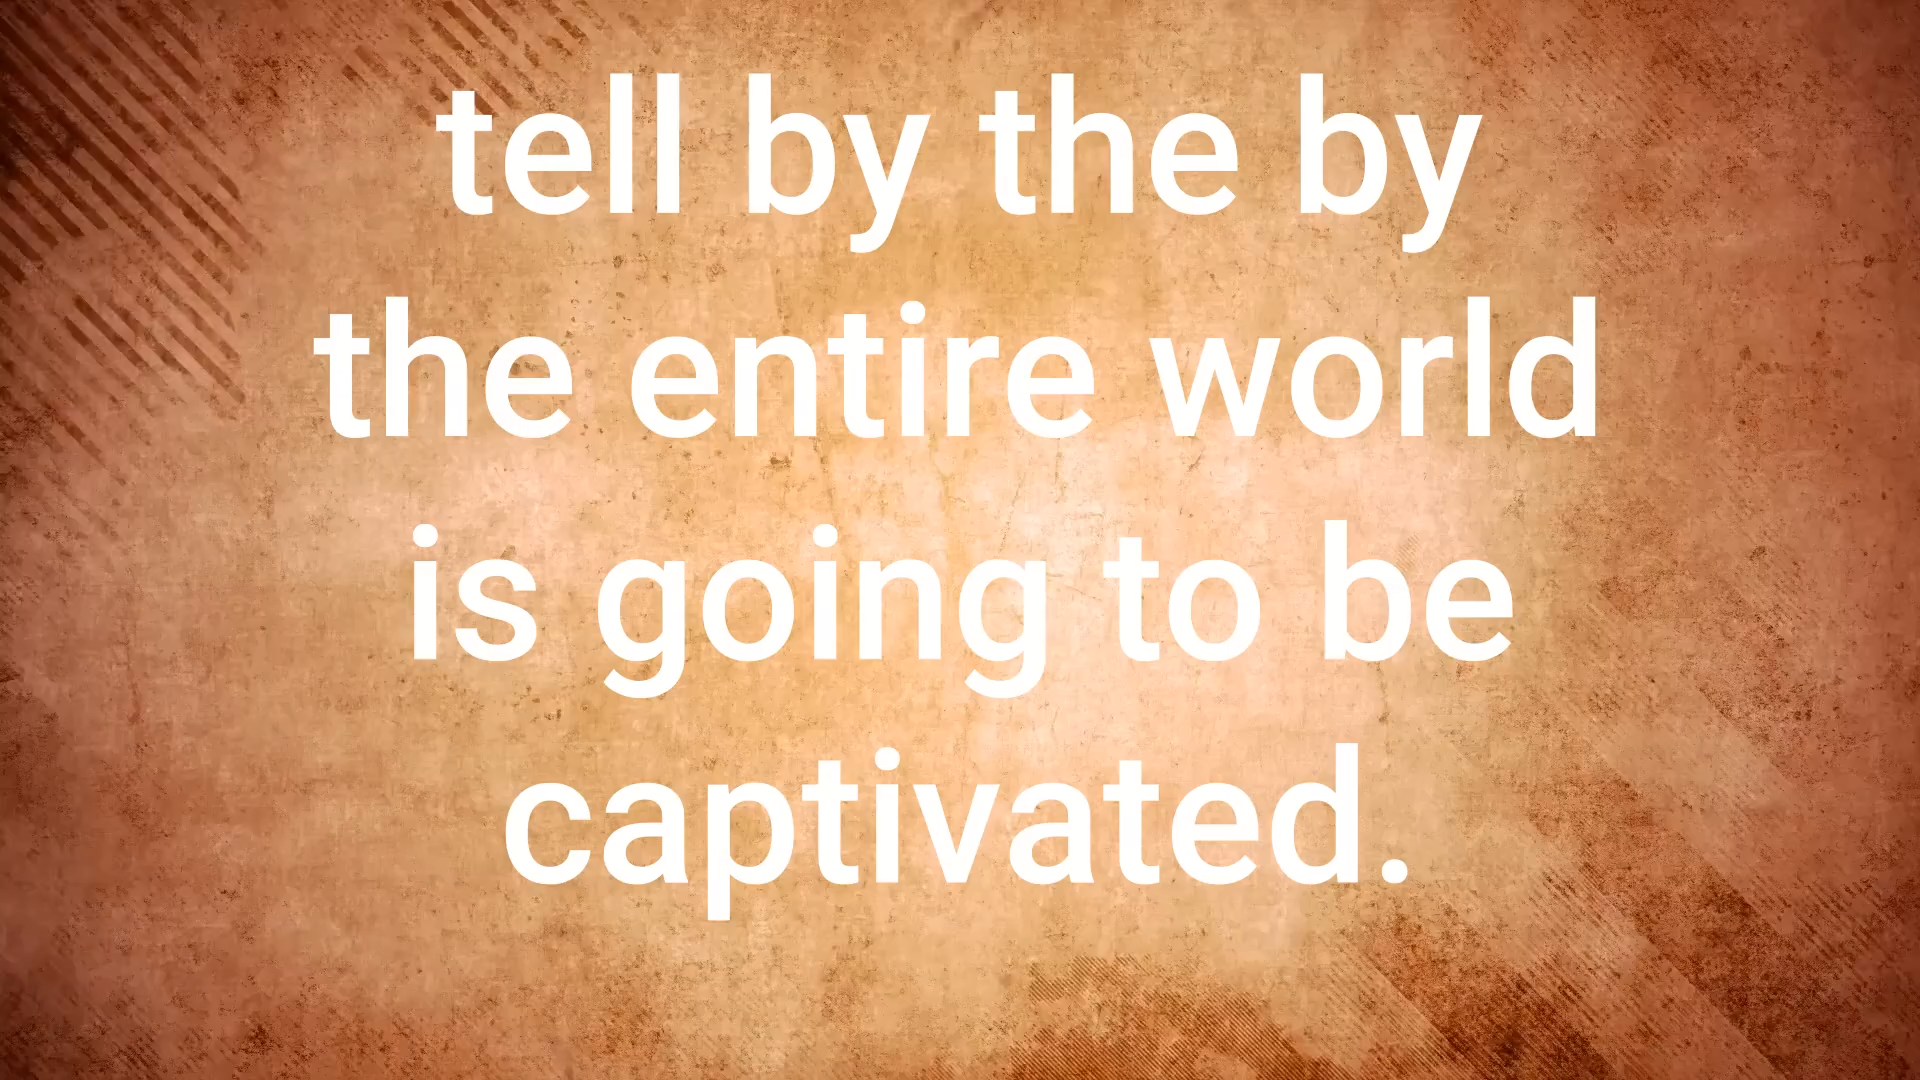 tell by the by
the entire world
is going to be
captivated.